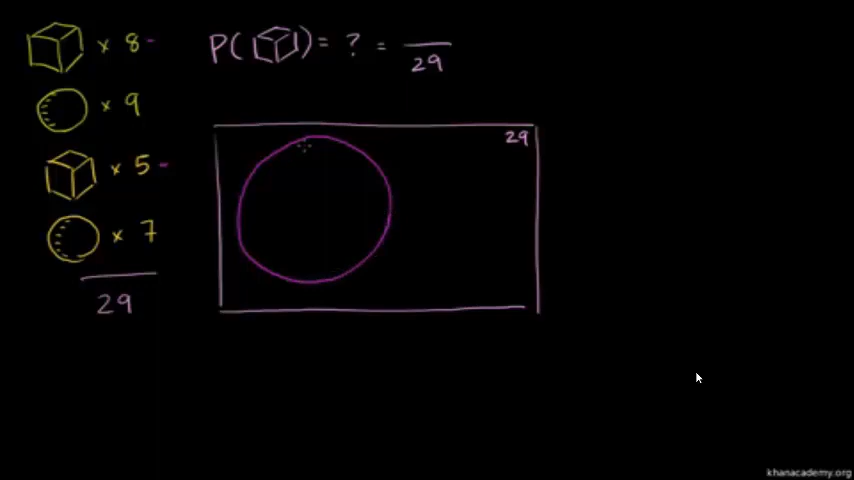 × 8 -
P( ) = ? = 
29
× 9
29
× 5 -
× 7
29
khanacademy.org